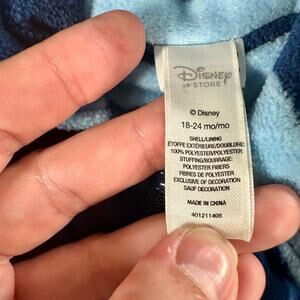 Disney
STORE
© Disney
18-24 mo/mo
SHELL/LINING
ÉTOFFE EXTÉRIEURE/DOUBLURE:
100% POLYESTER/POLYESTER
STUFFING/BOURRAGE:
POLYESTER FIBERS
FIBRES DE POLYESTER
EXCLUSIVE OF DECORATION
SAUF DECORATION
MADE IN CHINA
401211408